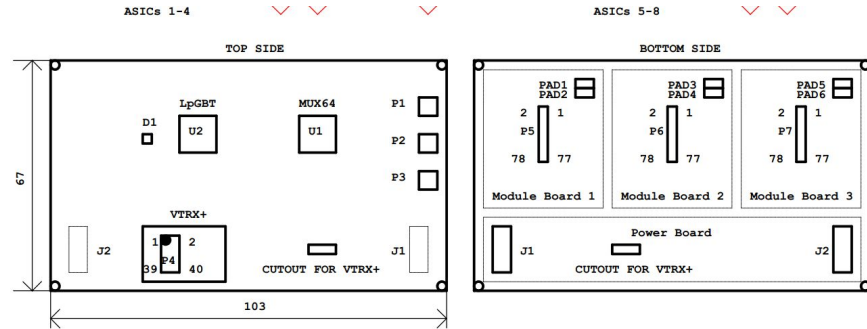 ASICs 1-4
ASICs 5-8
TOP SIDE
BOTTOM SIDE
LpGBT
MUX64
P1
D1
U2
U1
P2
P3
67
VTRX+
J2
1
2
P4
39
40
J1
CUTOUT FOR VTRX+
103
PAD1
PAD2
2 1
P5
78 77
Module Board 1
PAD3
PAD4
2 1
P6
78 77
Module Board 2
PAD5
PAD6
2 1
P7
78 77
Module Board 3
Power Board
J1
J2
CUTOUT FOR VTRX+